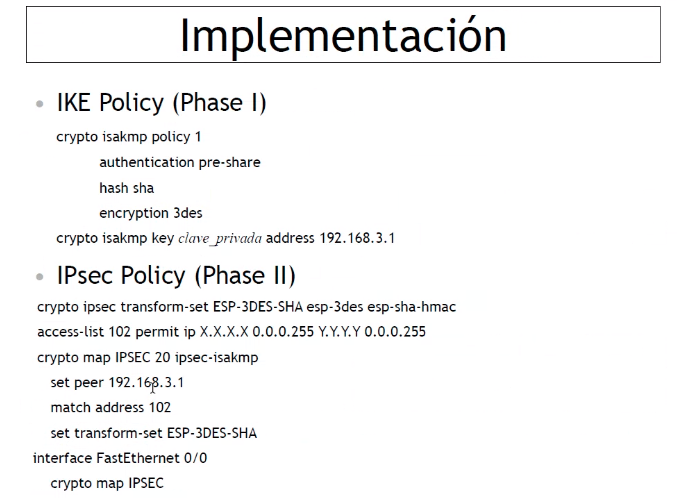 Implementación
IKE Policy (Phase I)
crypto isakmp policy 1
authentication pre-share
hash sha
encryption 3des
crypto isakmp key clave_privada address 192.168.3.1
IPsec Policy (Phase II)
crypto ipsec transform-set ESP-3DES-SHA esp-3des esp-sha-hmac
access-list 102 permit ip X.X.X.X 0.0.0.255 Y.Y.Y.Y 0.0.0.255
crypto map IPSEC 20 ipsec-isakmp
set peer 192.168.3.1
match address 102
set transform-set ESP-3DES-SHA
interface FastEthernet 0/0
crypto map IPSEC